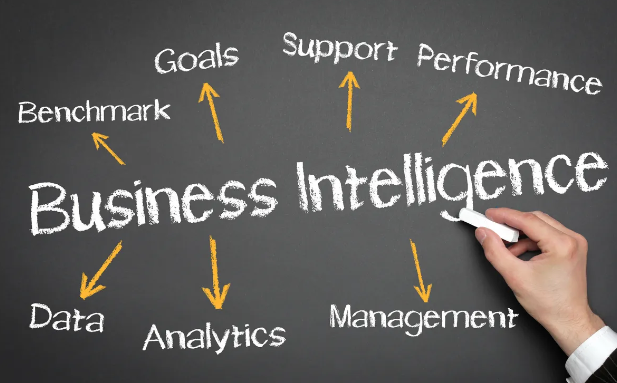 Goals Support Performance
Benchmark
Business Intelligence
Data Analytics Management